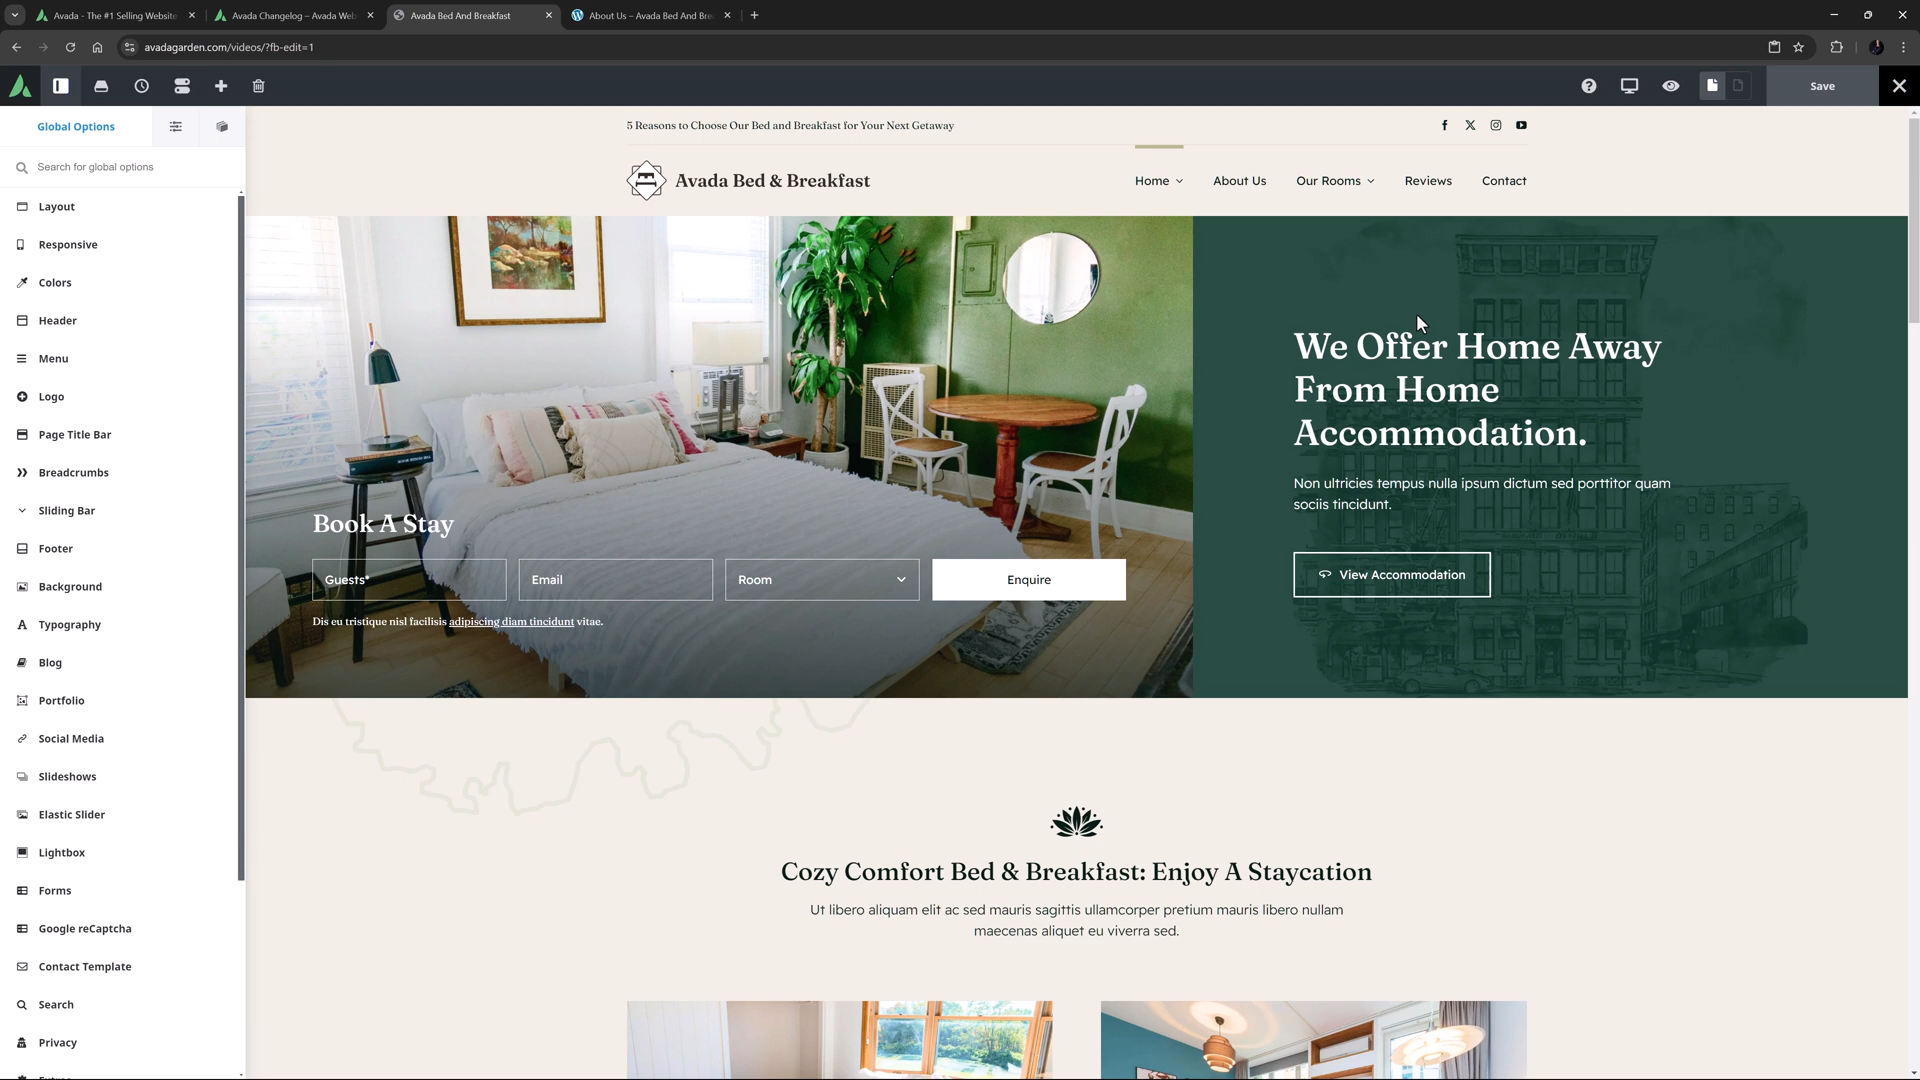 Avada - The #1 Selling Website
Avada Changelog – Avada Web
Avada Bed And Breakfast
About Us – Avada Bed And Bre
avadagarden.com/videos/?fb-edit=1
Save
Global Options
Search for global options
Layout
Responsive
Colors
Header
Menu
Logo
Page Title Bar
Breadcrumbs
Sliding Bar
Footer
Background
Typography
Blog
Portfolio
Social Media
Slideshows
Elastic Slider
Lightbox
Forms
Google reCaptcha
Contact Template
Search
Privacy
5 Reasons to Choose Our Bed and Breakfast for Your Next Getaway
Avada Bed & Breakfast
Home
About Us
Our Rooms
Reviews
Contact
Book A Stay
Guests*
Email
Room
Enquire
Dis eu tristique nisl facilisis adipiscing diam tincidunt vitae.
We Offer Home Away
From Home
Accommodation.
Non ultricies tempus nulla ipsum dictum sed porttitor quam
sociis tincidunt.
View Accommodation
Cozy Comfort Bed & Breakfast: Enjoy A Staycation
Ut libero aliquam elit ac sed mauris sagittis ullamcorper pretium mauris libero nullam
maecenas aliquet eu viverra sed.